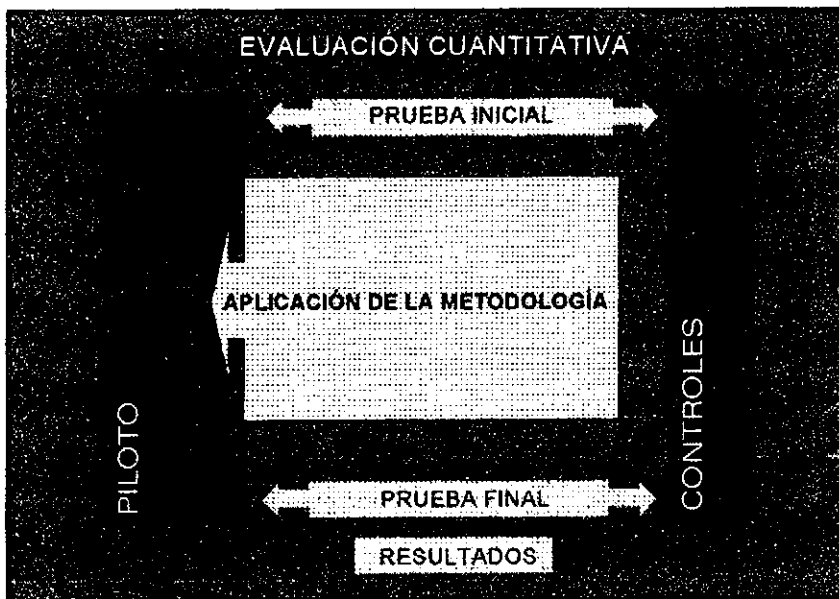 EVALUACIÓN CUANTITATIVA
PRUEBA INICIAL
APLICACIÓN DE LA METODOLOGÍA
PILOTO
CONTROLES
PRUEBA FINAL
RESULTADOS